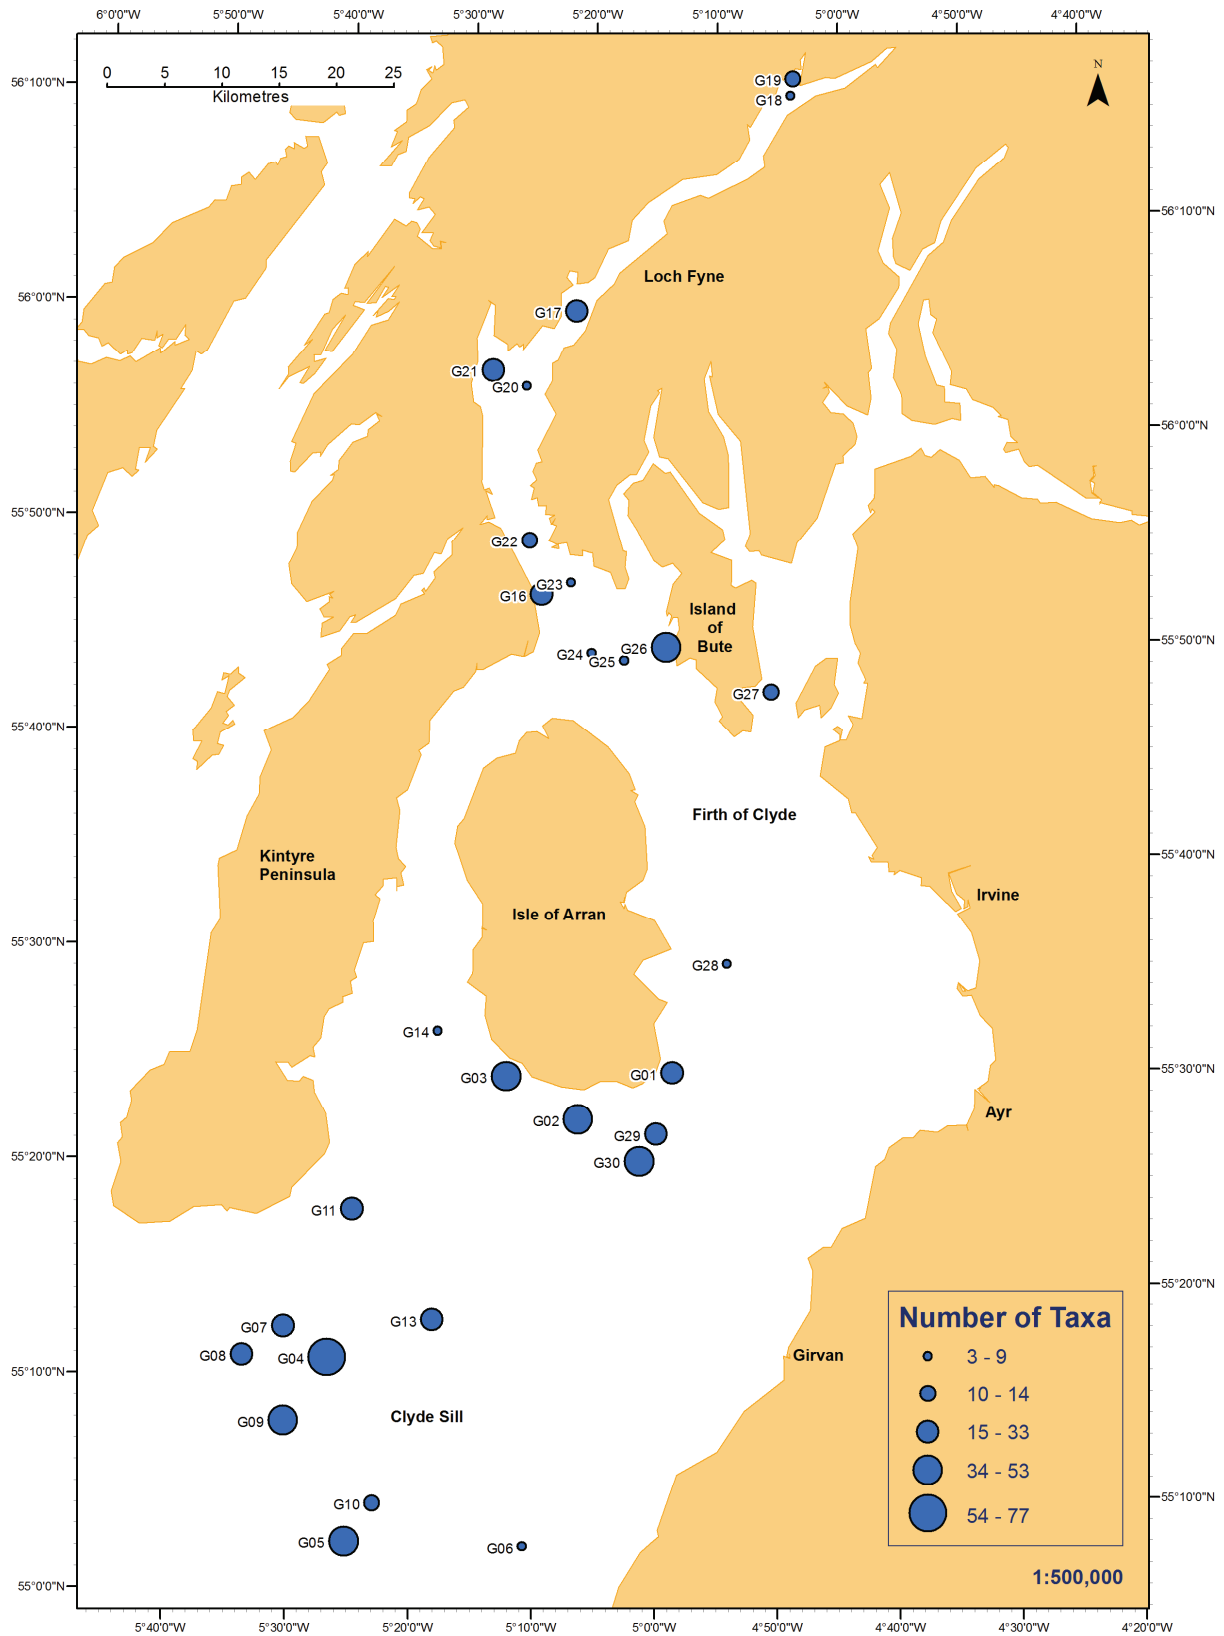 6°0'0"W 5°50'0"W 5°40'0"W 5°30'0"W 5°20'0"W 5°10'0"W 5°0'0"W 4°50'0"W 4°40'0"W
0 5 10 15 20 25
Kilometres
N
56°10'0"N
G19
G18
56°10'0"N
Loch Fyne
56°0'0"N
G17
G21
G20
56°0'0"N
55°50'0"N
G22
G23
G16
Island
of
Bute
55°50'0"N
G24
G25
G26
G27
55°40'0"N
Firth of Clyde
55°40'0"N
Kintyre
Peninsula
Irvine
Isle of Arran
55°30'0"N
G28
G14
G03
G01
55°30'0"N
Ayr
G02
G29
55°20'0"N
G30
G11
55°20'0"N
G13
G07
G08
G04
Girvan
55°10'0"N
G09
Clyde Sill
Number of Taxa
3 - 9
10 - 14
15 - 33
34 - 53
54 - 77
55°10'0"N
G10
G05
G06
1:500,000
55°0'0"N
5°40'0"W 5°30'0"W 5°20'0"W 5°10'0"W 5°0'0"W 4°50'0"W 4°40'0"W 4°30'0"W 4°20'0"W